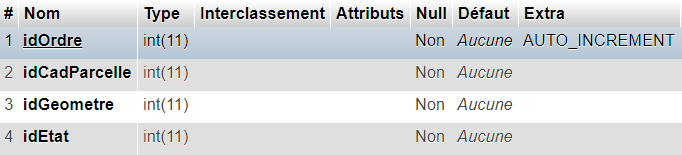 # Nom Type Interclassement Attributs Null Défaut Extra
1 idOrdre int(11) Non Aucune AUTO_INCREMENT
2 idCadParcelle int(11) Non Aucune
3 idGeometre int(11) Non Aucune
4 idEtat int(11) Non Aucune